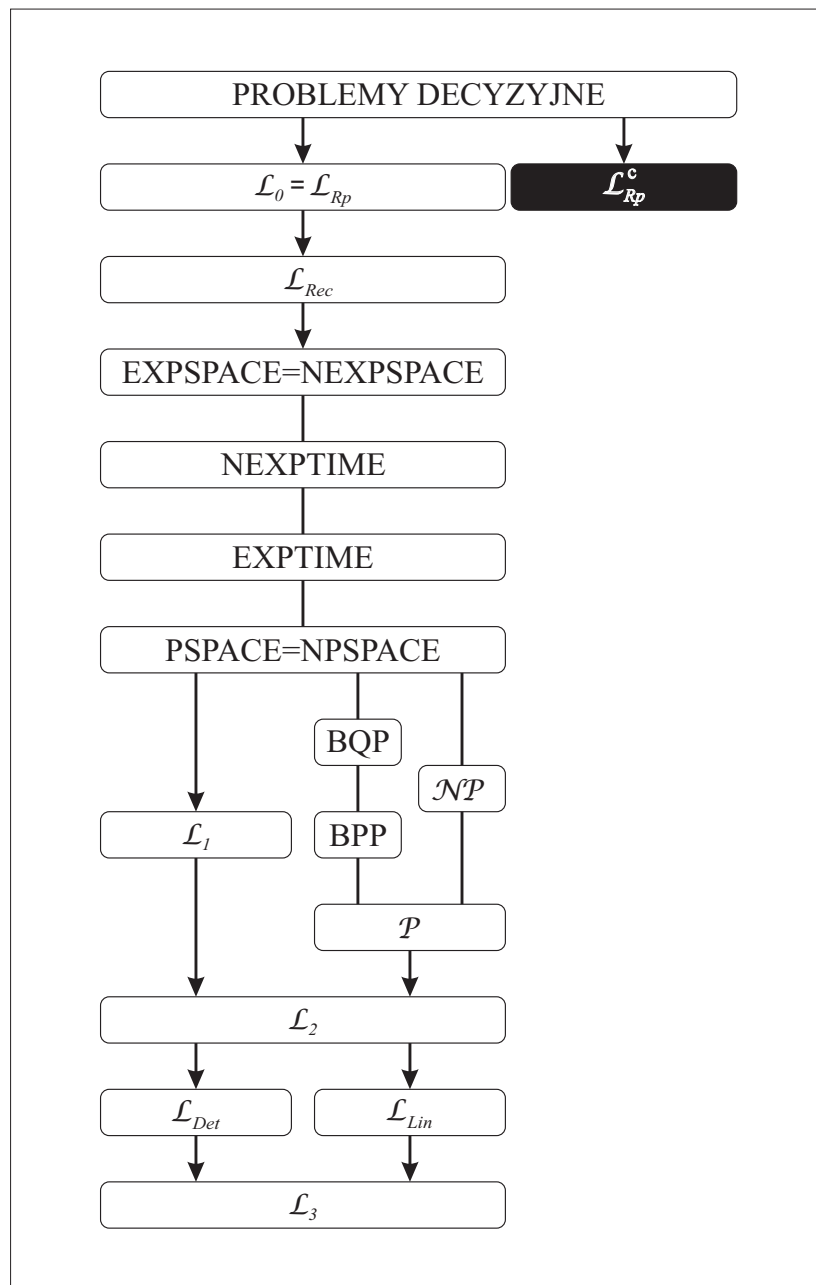 PROBLEMY DECYZYJNE
ℒ0 = ℒRp
ℒcRp
ℒRec
EXPSPACE=NEXPSPACE
NEXPTIME
EXPTIME
PSPACE=NPSPACE
BQP
𝒩𝒫
ℒ1
BPP
𝒫
ℒ2
ℒDet
ℒLin
ℒ3